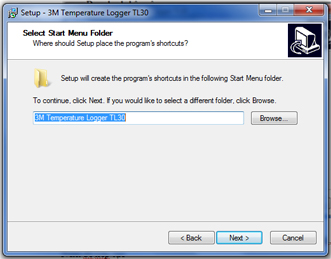 Setup - 3M Temperature Logger TL30
Select Start Menu Folder
Where should Setup place the program's shortcuts?
Setup will create the program's shortcuts in the following Start Menu folder.
To continue, click Next. If you would like to select a different folder, click Browse.
3M Temperature Logger TL30
Browse...
< Back
Next >
Cancel